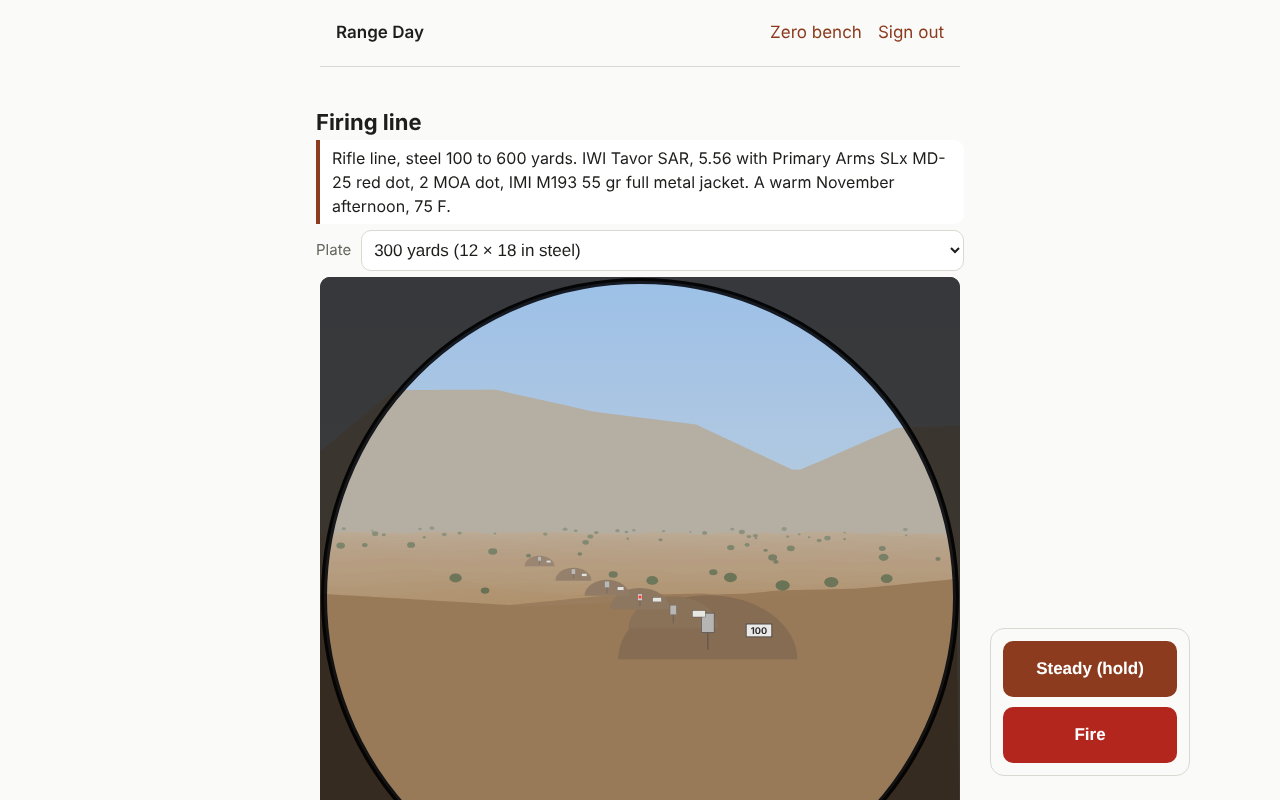 Range Day
Zero bench
Sign out
Firing line
Rifle line, steel 100 to 600 yards. IWI Tavor SAR, 5.56 with Primary Arms SLx MD-
25 red dot, 2 MOA dot, IMI M193 55 gr full metal jacket. A warm November
afternoon, 75 F.
Plate
300 yards (12 × 18 in steel)
100
Steady (hold)
Fire